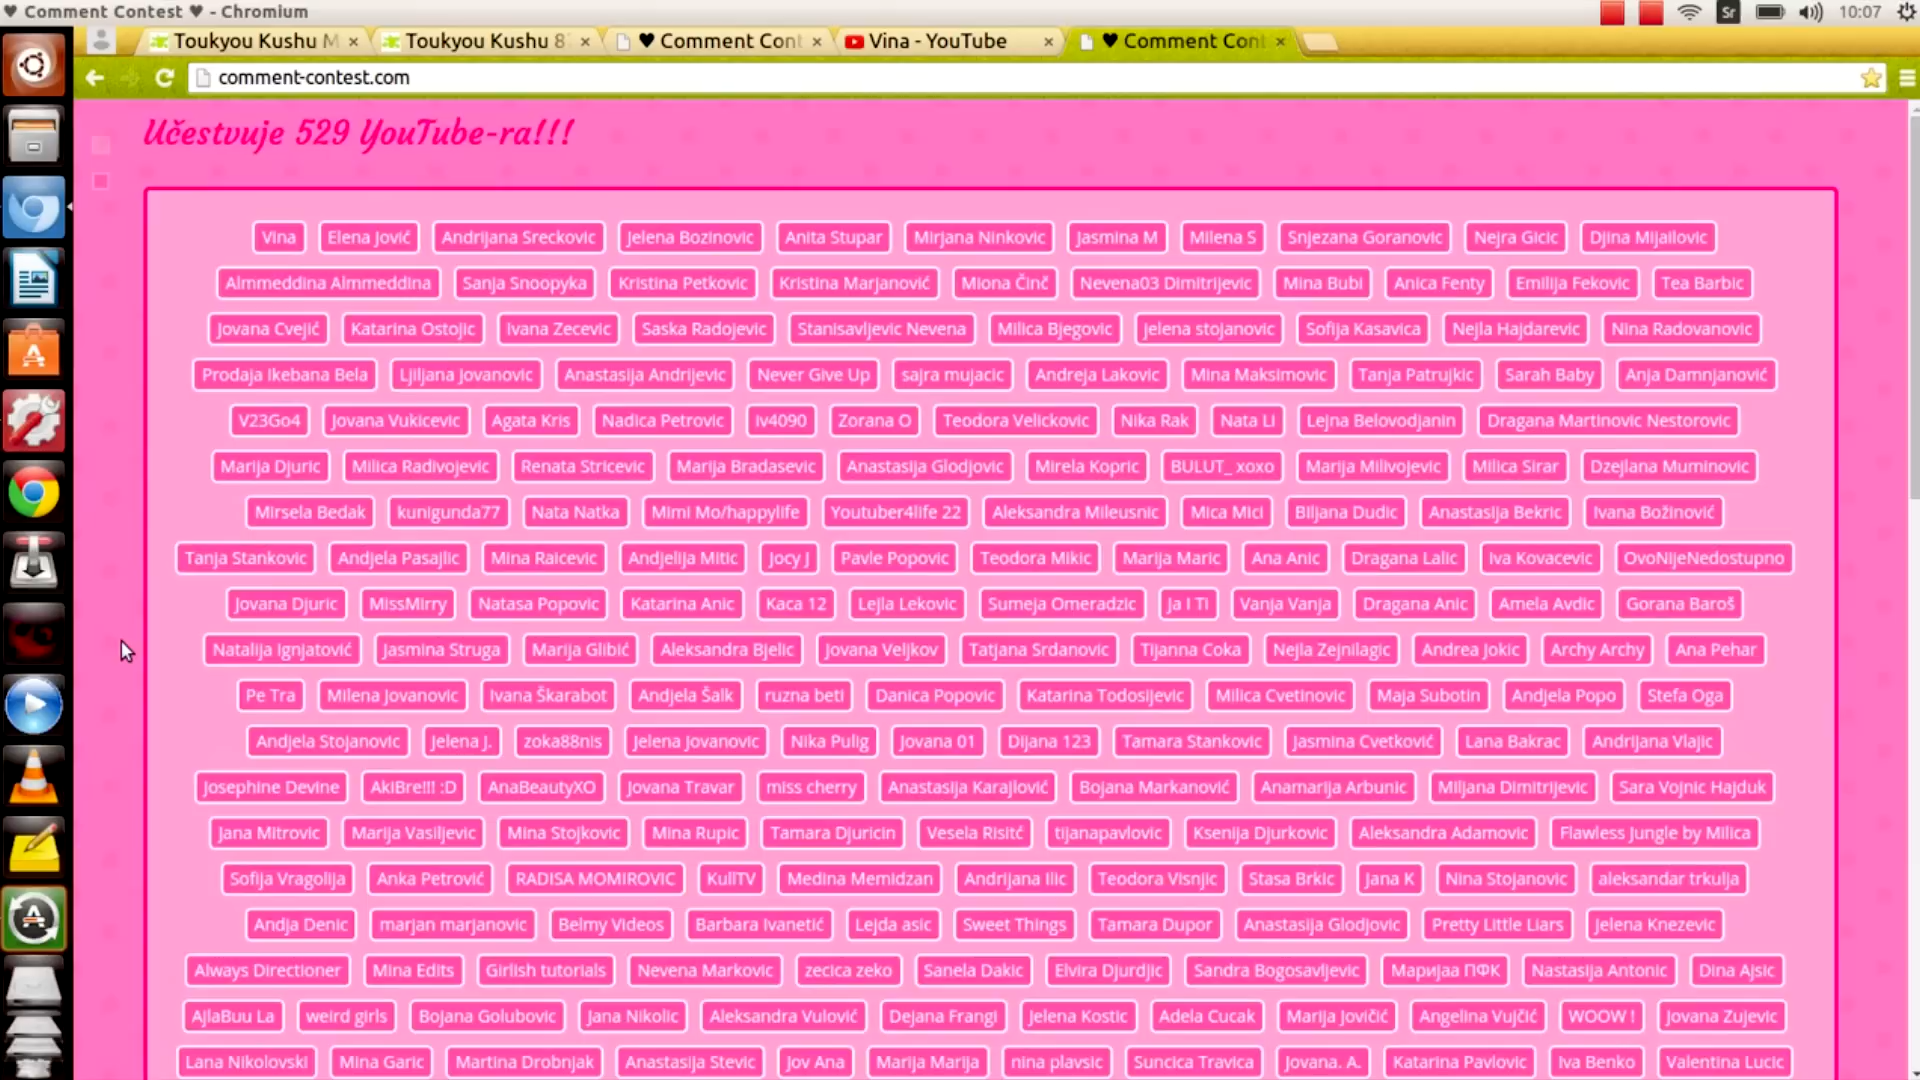 ♥ Comment Contest ♥ - Chromium
Sr
10:07
Toukyou Kushu M
Toukyou Kushu 8
♥ Comment Cont
Vina - YouTube
♥ Comment Cont
comment-contest.com
Učestvuje 529 YouTube-ra!!!
Vina Elena Jović Andrijana Sreckovic Jelena Bozinovic Anita Stupar Mirjana Ninkovic Jasmina M Milena S Snjezana Goranovic Nejra Gicic Djina Mijailovic
Almmeddina Almmeddina Sanja Snoopyka Kristina Petkovic Kristina Marjanović Miona Činč Nevena03 Dimitrijevic Mina Bubi Anica Fenty Emilija Fekovic Tea Barbic
Jovana Cvejić Katarina Ostojic Ivana Zecevic Saska Radojevic Stanisavljevic Nevena Milica Bjegovic jelena stojanovic Sofija Kasavica Nejla Hajdarevic Nina Radovanovic
Prodaja Ikebana Bela Ljiljana Jovanovic Anastasija Andrijevic Never Give Up sajra mujacic Andreja Lakovic Mina Maksimovic Tanja Patrujkic Sarah Baby Anja Damnjanović
V23Go4 Jovana Vukicevic Agata Kris Nadica Petrovic iv4090 Zorana O Teodora Velickovic Nika Rak Nata Li Lejna Belovodjanin Dragana Martinovic Nestorovic
Marija Djuric Milica Radivojevic Renata Stricevic Marija Bradasevic Anastasija Glodjovic Mirela Kopric BULUT_ xoxo Marija Milivojevic Milica Sirar Dzejlana Muminovic
Mirsela Bedak kunigunda77 Nata Natka Mimi Mo/happylife Youtuber4life 22 Aleksandra Mileusnic Mica Mici Biljana Dudic Anastasija Bekric Ivana Božinović
Tanja Stankovic Andjela Pasajlic Mina Raicevic Andjelija Mitic Jocy J Pavle Popovic Teodora Mikic Marija Maric Ana Anic Dragana Lalic Iva Kovacevic OvoNijeNedostupno
Jovana Djuric MissMirry Natasa Popovic Katarina Anic Kaca 12 Lejla Lekovic Sumeja Omeradzic Ja I Ti Vanja Vanja Dragana Anic Amela Avdic Gorana Baroš
Natalija Ignjatović Jasmina Struga Marija Glibić Aleksandra Bjelic Jovana Veljkov Tatjana Srdanovic Tijanna Coka Nejla Zejnilagic Andrea Jokic Archy Archy Ana Pehar
Pe Tra Milena Jovanovic Ivana Škarabot Andjela Šalk ruzna beti Danica Popovic Katarina Todosijevic Milica Cvetinovic Maja Subotin Andjela Popo Stefa Oga
Andjela Stojanovic Jelena J. zoka88nis Jelena Jovanovic Nika Pulig Jovana 01 Dijana 123 Tamara Stankovic Jasmina Cvetković Lana Bakrac Andrijana Vlajic
Josephine Devine AkiBre!!! :D AnaBeautyXO Jovana Travar miss cherry Anastasija Karajlović Bojana Markanović Anamarija Arbunic Miljana Dimitrijevic Sara Vojnic Hajduk
Jana Mitrovic Marija Vasiljevic Mina Stojkovic Mina Rupic Tamara Djuricin Vesela Risitć tijanapavlovic Ksenija Djurkovic Aleksandra Adamovic Flawless Jungle by Milica
Sofija Vragolija Anka Petrović RADISA MOMIROVIC KullTV Medina Memidzan Andrijana Ilic Teodora Visnjic Stasa Brkic Jana K Nina Stojanovic aleksandar trkulja
Andja Denic marjan marjanovic Belmy Videos Barbara Ivanetić Lejda asic Sweet Things Tamara Dupor Anastasija Glodjovic Pretty Little Liars Jelena Knezevic
Always Directioner Mina Edits Girlish tutorials Nevena Markovic zecica zeko Sanela Dakic Elvira Djurdjic Sandra Bogosavljevic Маријаа ПФК Nastasija Antonic Dina Ajsic
AjlaBuu La weird girls Bojana Golubovic Jana Nikolic Aleksandra Vulović Dejana Frangi Jelena Kostic Adela Cucak Marija Jovičić Angelina Vujčić WOOW ! Jovana Zujevic
Lana Nikolovski Mina Garic Martina Drobnjak Anastasija Stevic Jov Ana Marija Marija nina plavsic Suncica Travica Jovana. A. Katarina Pavlovic Iva Benko Valentina Lucic